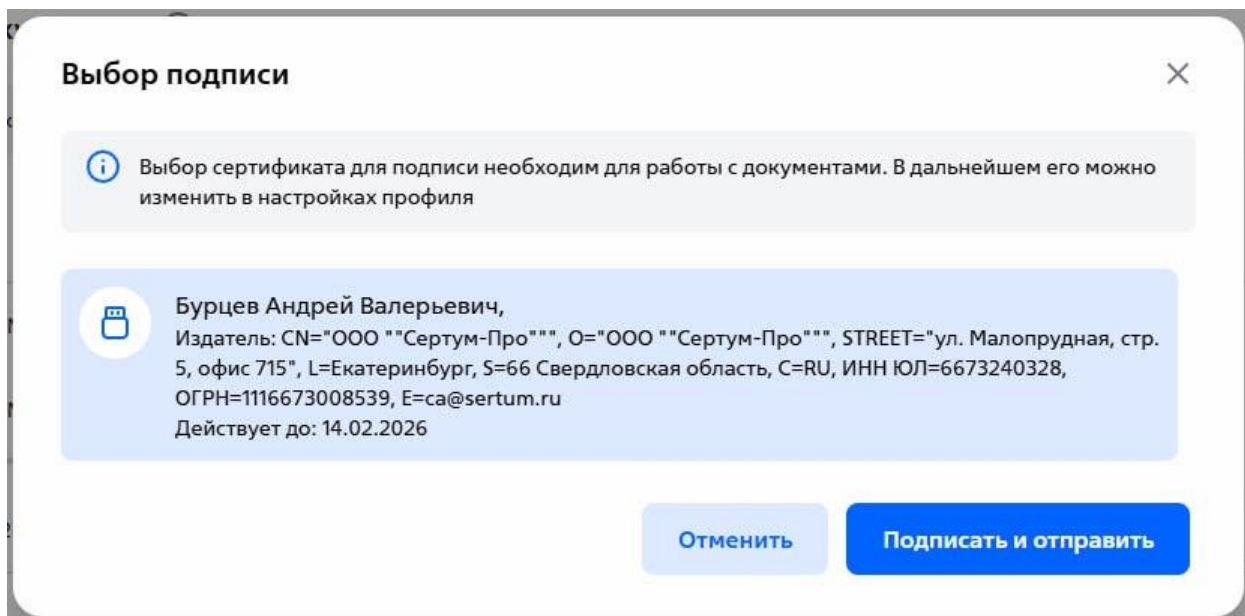 Выбор подписи
Выбор сертификата для подписи необходим для работы с документами. В дальнейшем его можно
изменить в настройках профиля
Бурцев Андрей Валерьевич,
Издатель: CN="ООО ""Сертум-Про""", O="ООО ""Сертум-Про""", STREET="ул. Малопрудная, стр.
5, офис 715", L=Екатеринбург, S=66 Свердловская область, C=RU, ИНН ЮЛ=6673240328,
ОГРН=1116673008539, E=ca@sertum.ru
Действует до: 14.02.2026
Отменить
Подписать и отправить